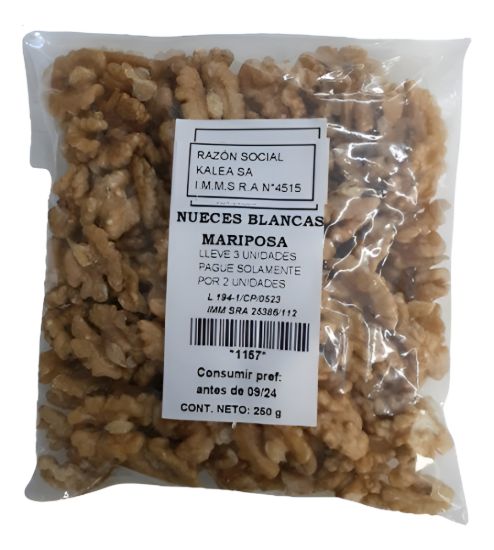 RAZÓN SOCIAL
KALEA SA
I.M.M.S R.A N°4515
NUECES BLANCAS
MARIPOSA
LLEVE 3 UNIDADES
PAGUE SOLAMENTE
POR 2 UNIDADES
L 194-1/CP/0523
IMM SRA 25386/112
*1157*
Consumir pref:
antes de 09/24
CONT. NETO: 250 g